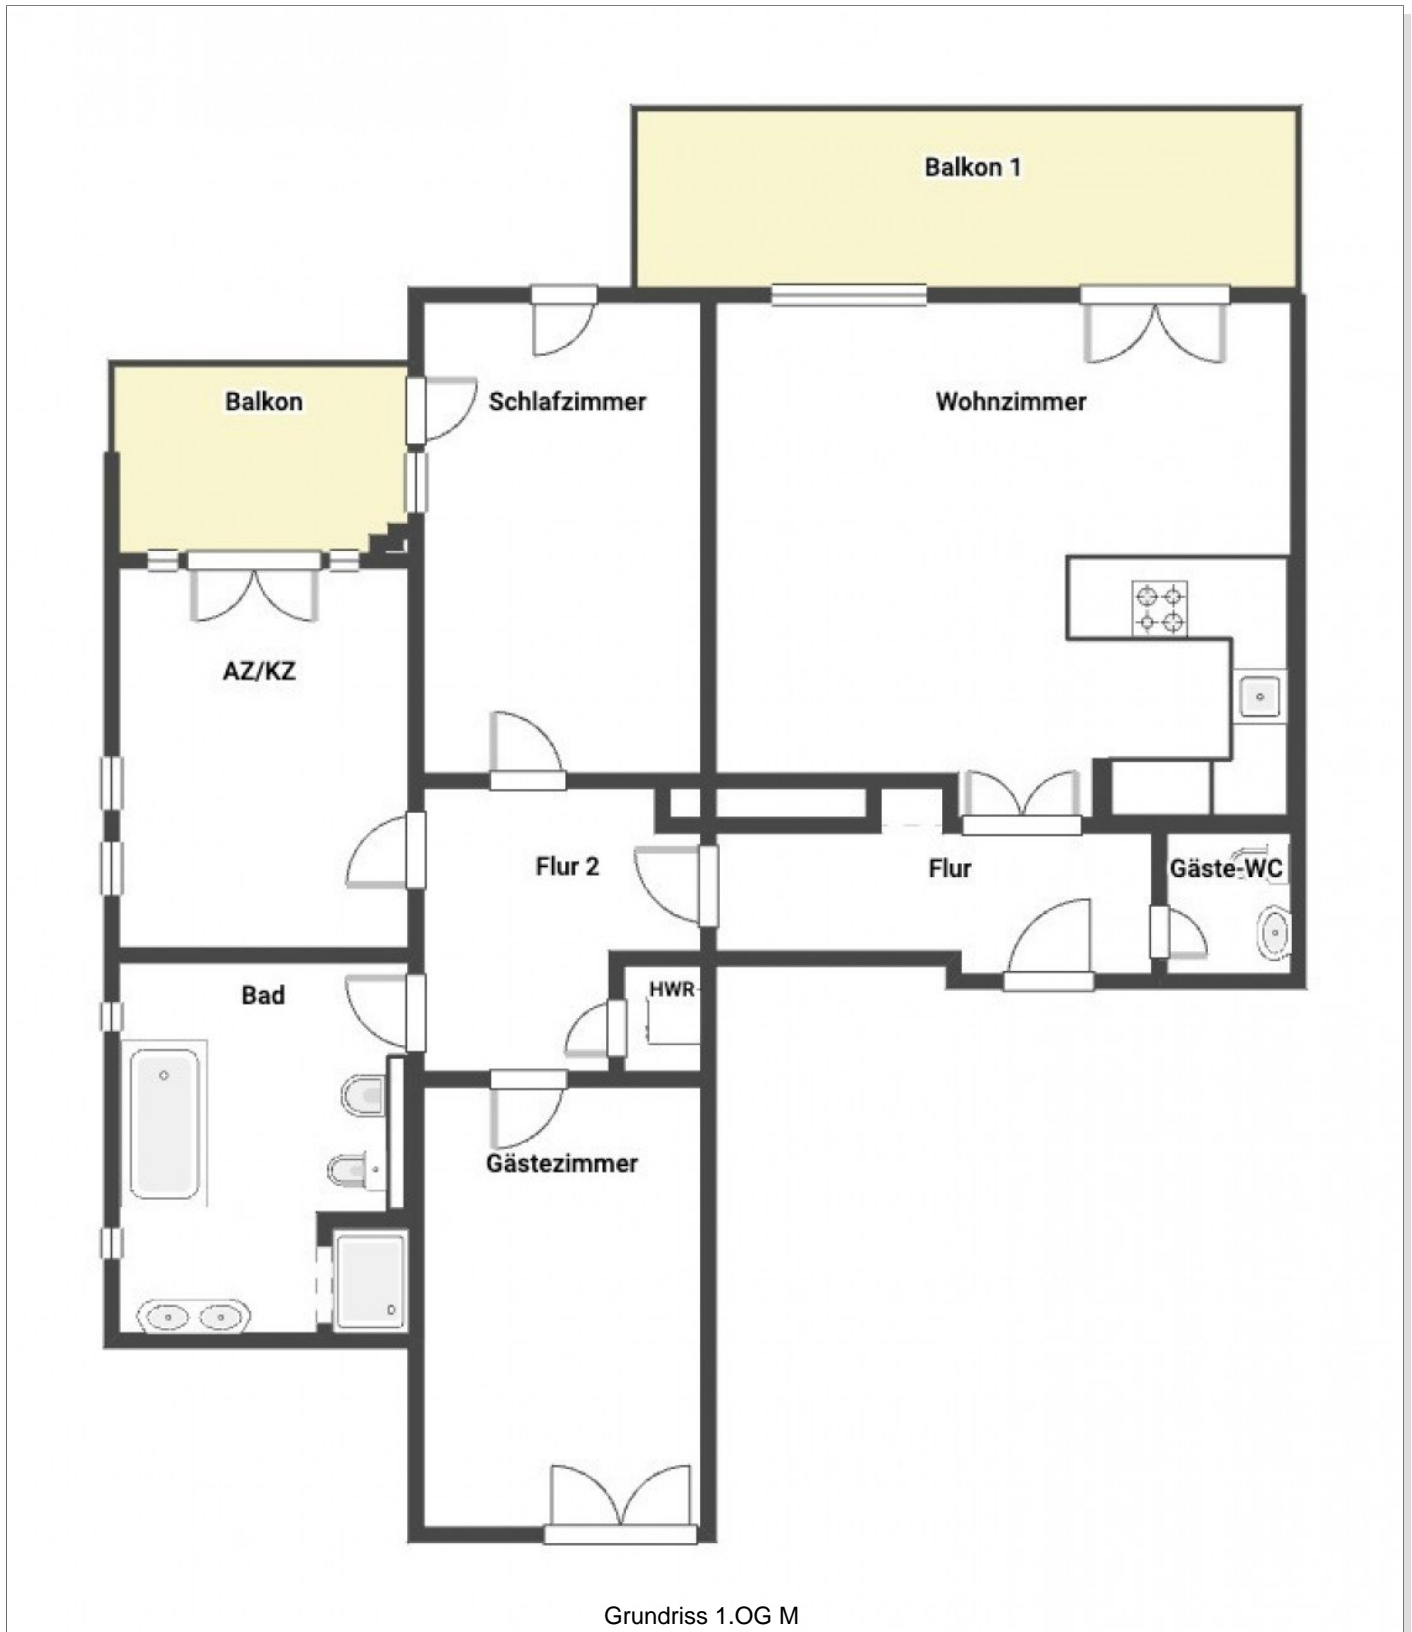 Balkon 1
Balkon
Schlafzimmer
Wohnzimmer
AZ/KZ
Flur 2
Flur
Gäste-WC
Bad
HWR
Gästezimmer
Grundriss 1.OG M